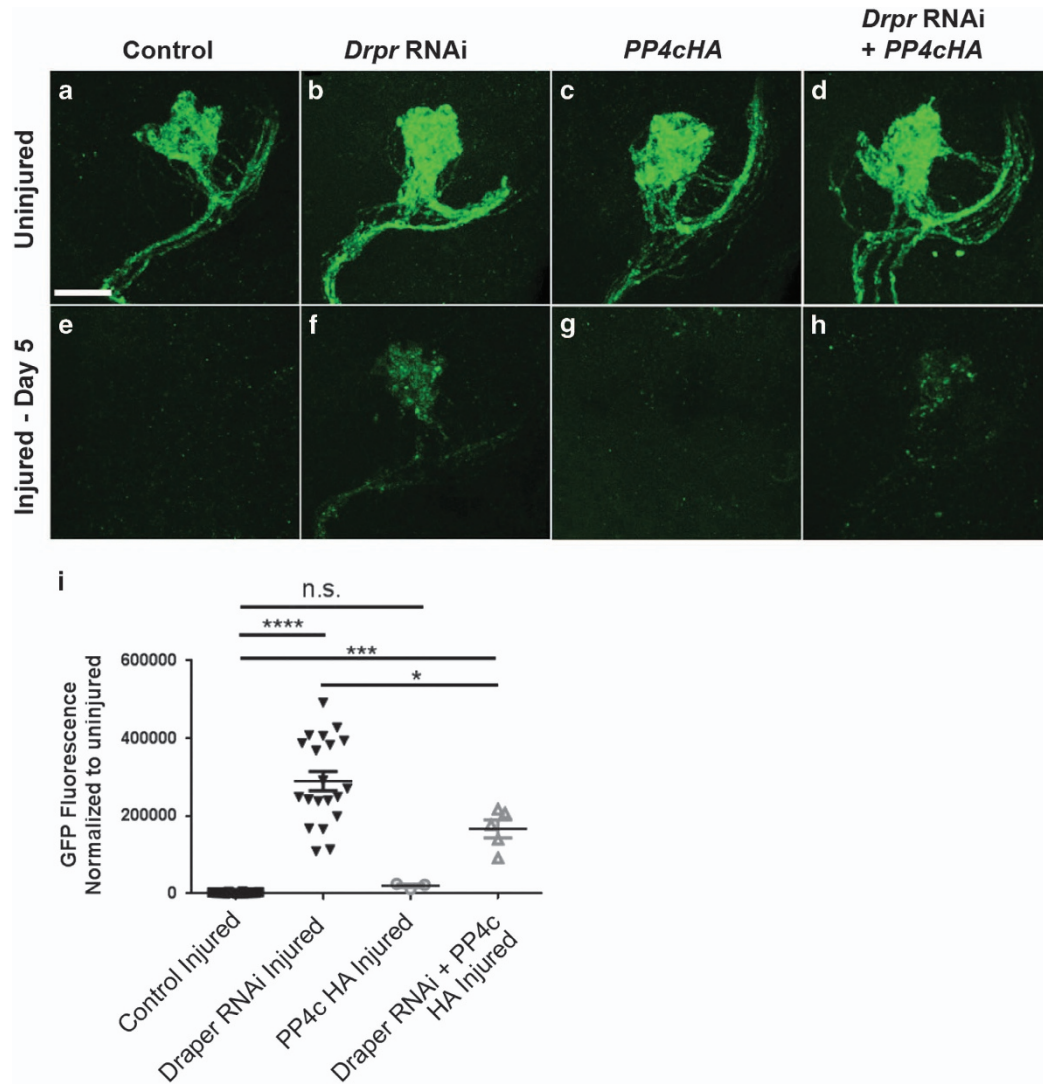 Control
Drpr RNAi
PP4cHA
Drpr RNAi
+ PP4cHA
Uninjured
a
b
c
d
Injured - Day 5
e
f
g
h
i
n.s.
****
***
*
GFP Fluorescence
Normalized to uninjured
600000
400000
200000
0
Control Injured
Draper RNAi Injured
PP4c HA Injured
Draper RNAi + PP4c
HA Injured